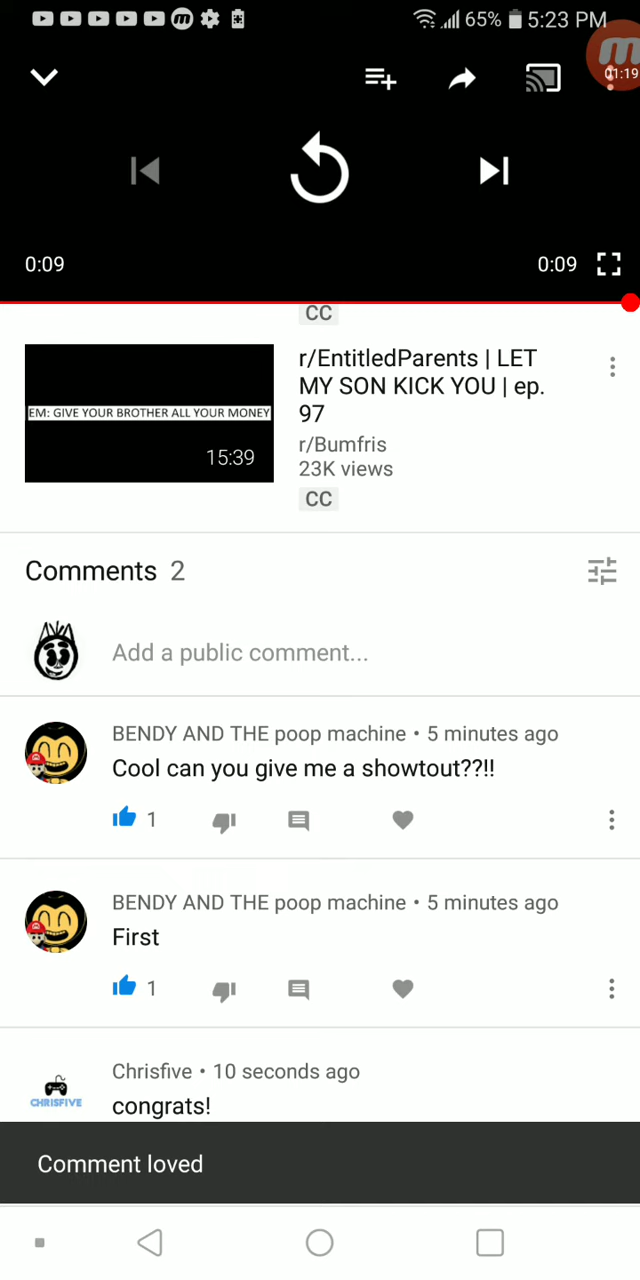 65% 5:23 PM
01:19
0:09 0:09
CC
EM: GIVE YOUR BROTHER ALL YOUR MONEY
15:39
r/EntitledParents | LET
MY SON KICK YOU | ep.
97
r/Bumfris
23K views
CC
Comments 2
Add a public comment...
BENDY AND THE poop machine • 5 minutes ago
Cool can you give me a showtout??!!
1
BENDY AND THE poop machine • 5 minutes ago
First
1
CHRISFIVE
Chrisfive • 10 seconds ago
congrats!
Comment loved